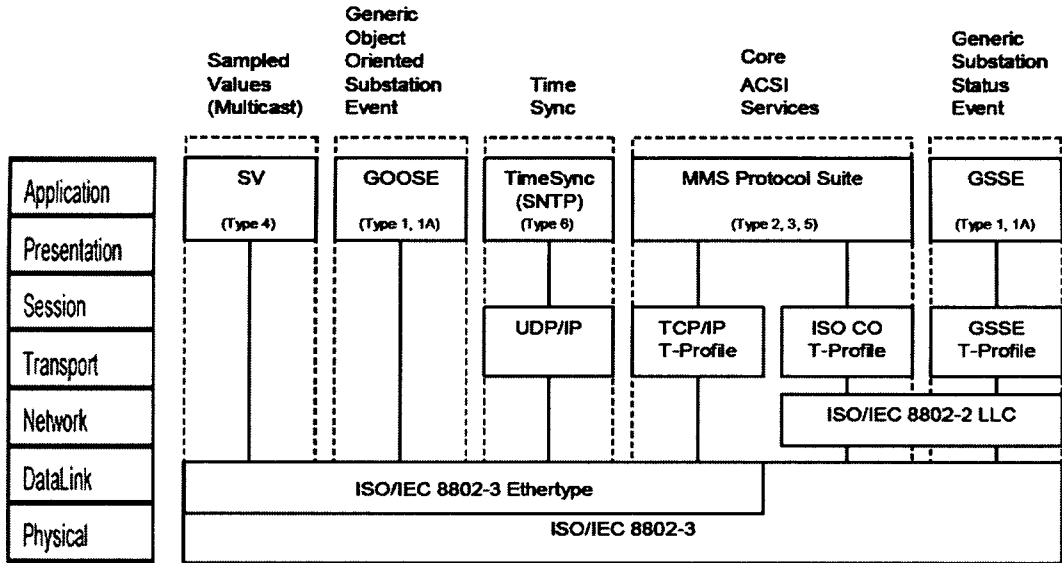 Sampled
Values
(Multicast)
Generic
Object
Oriented
Substation
Event
Time
Sync
Core
ACSI
Services
Generic
Substation
Status
Event
Application
Presentation
Session
Transport
Network
DataLink
Physical
SV
(Type 4)
GOOSE
(Type 1, 1A)
TimeSync
(SNTP)
(Type 6)
MMS Protocol Suite
(Type 2, 3, 5)
GSSE
(Type 1, 1A)
UDP/IP
TCP/IP
T-Profile
ISO CO
T-Profile
GSSE
T-Profile
ISO/IEC 8802-2 LLC
ISO/IEC 8802-3 Ethertype
ISO/IEC 8802-3